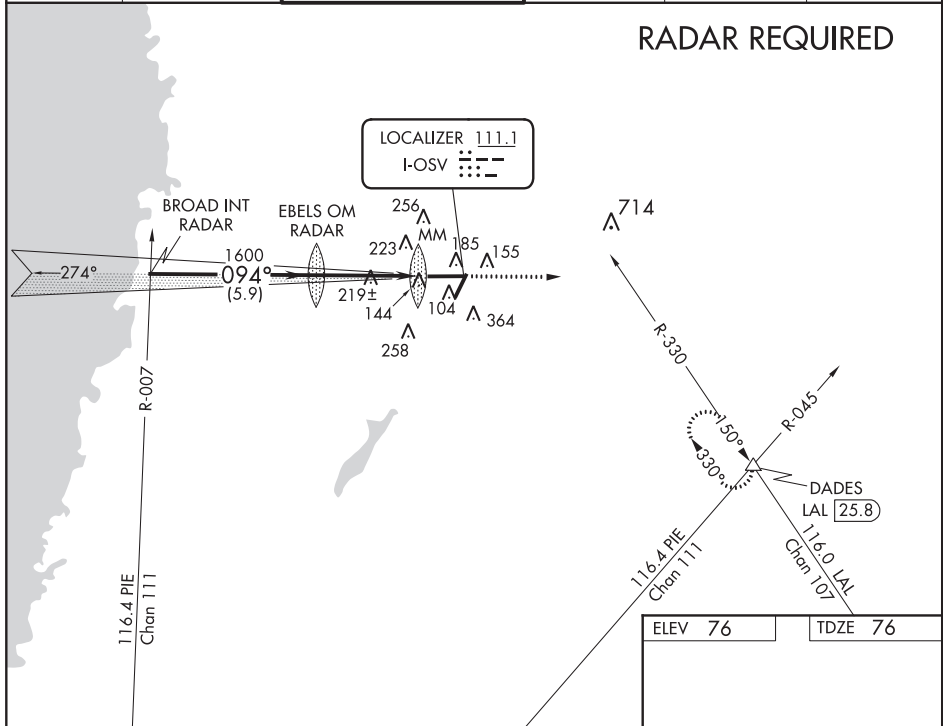 RADAR REQUIRED
LOCALIZER 111.1
I-OSV
BROAD INT
RADAR
EBELS OM
RADAR
256
MM
223
185
155
714
1600
274°
094°
(5.9)
219±
144
104
364
258
R-007
R-330
R-045
150°
330°
DADES
LAL 25.8
116.4 PIE
Chan 111
116.4 PIE
Chan 111
116.0 LAL
Chan 107
ELEV 76
TDZE 76